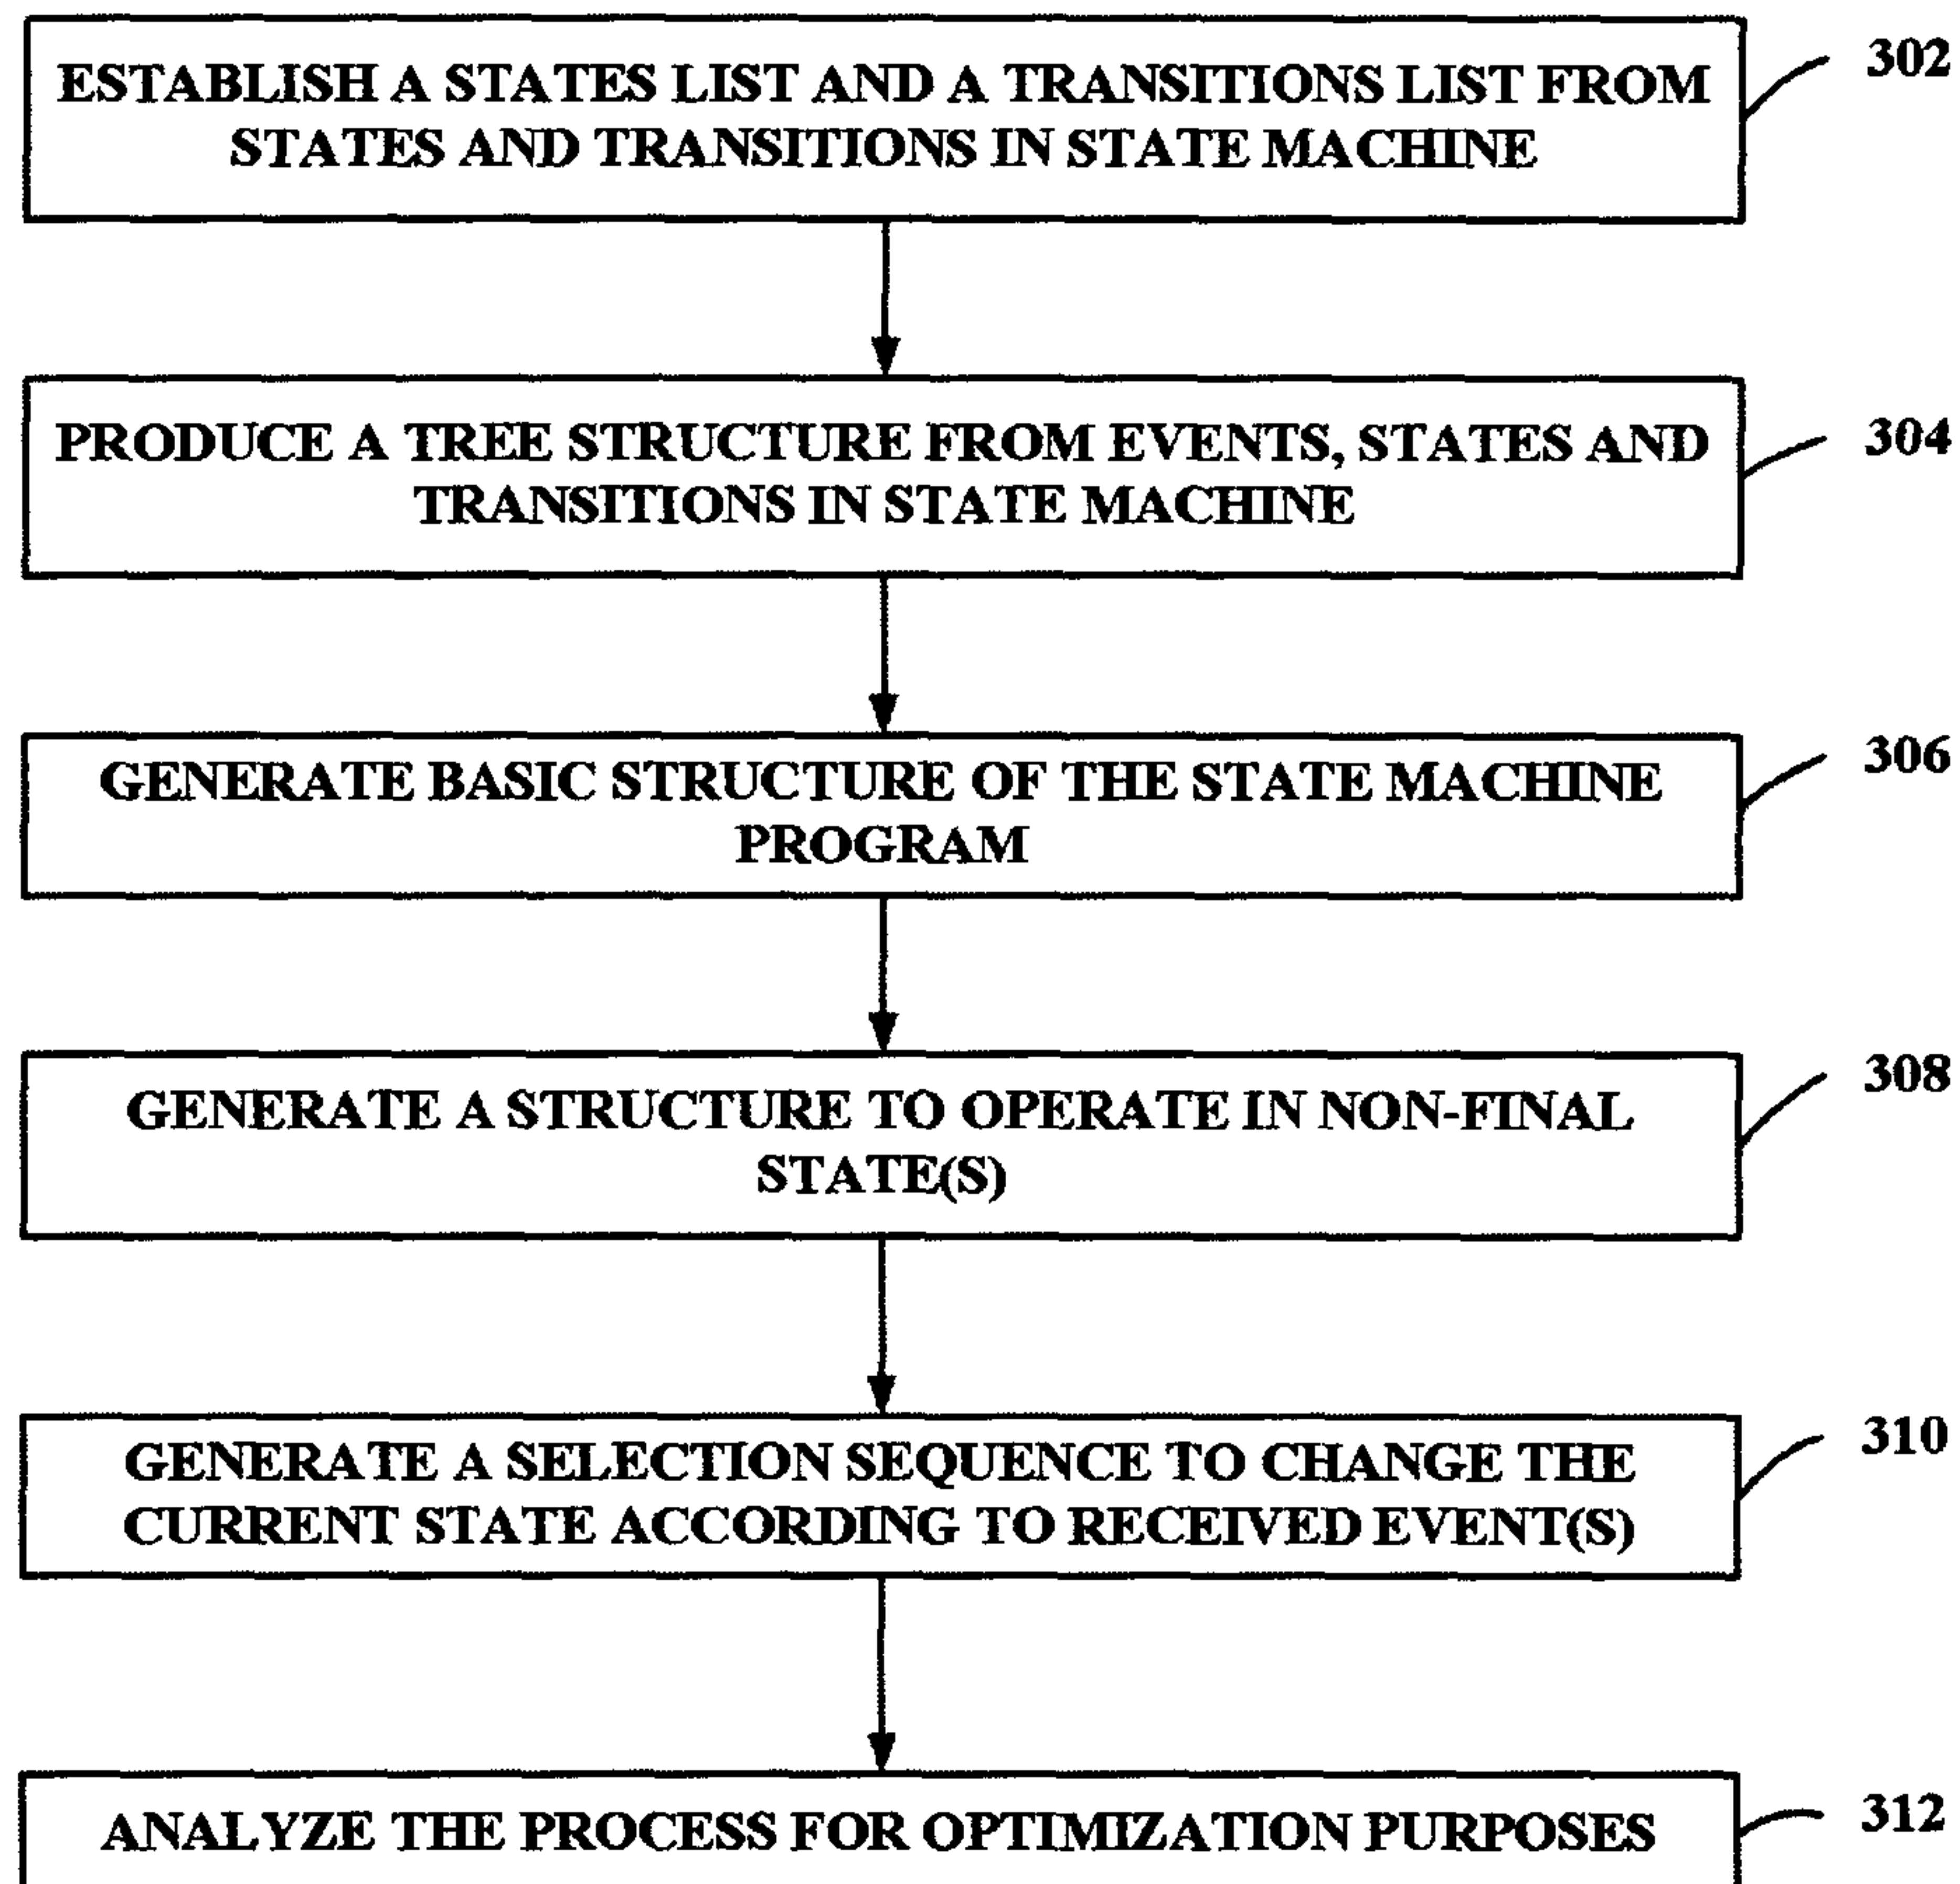 ESTABLISH A STATES LIST AND A TRANSITIONS LIST FROM
STATES AND TRANSITIONS IN STATE MACHINE
302
PRODUCE A TREE STRUCTURE FROM EVENTS, STATES AND
TRANSITIONS IN STATE MACHINE
304
GENERATE BASIC STRUCTURE OF THE STATE MACHINE
PROGRAM
306
GENERATE A STRUCTURE TO OPERATE IN NON-FINAL
STATE(S)
308
GENERATE A SELECTION SEQUENCE TO CHANGE THE
CURRENT STATE ACCORDING TO RECEIVED EVENT(S)
310
ANALYZE THE PROCESS FOR OPTIMIZATION PURPOSES
312